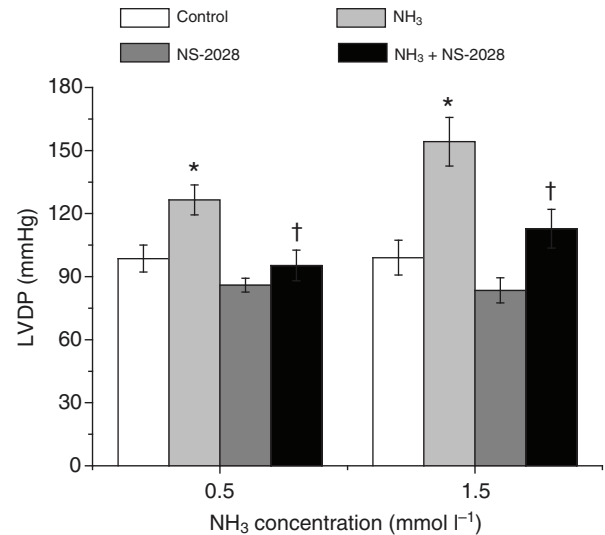 Control
NH₃
NS-2028
NH₃ + NS-2028
180
150
120
90
60
30
0
LVDP (mmHg)
*
†
*
†
0.5
1.5
NH₃ concentration (mmol l⁻¹)